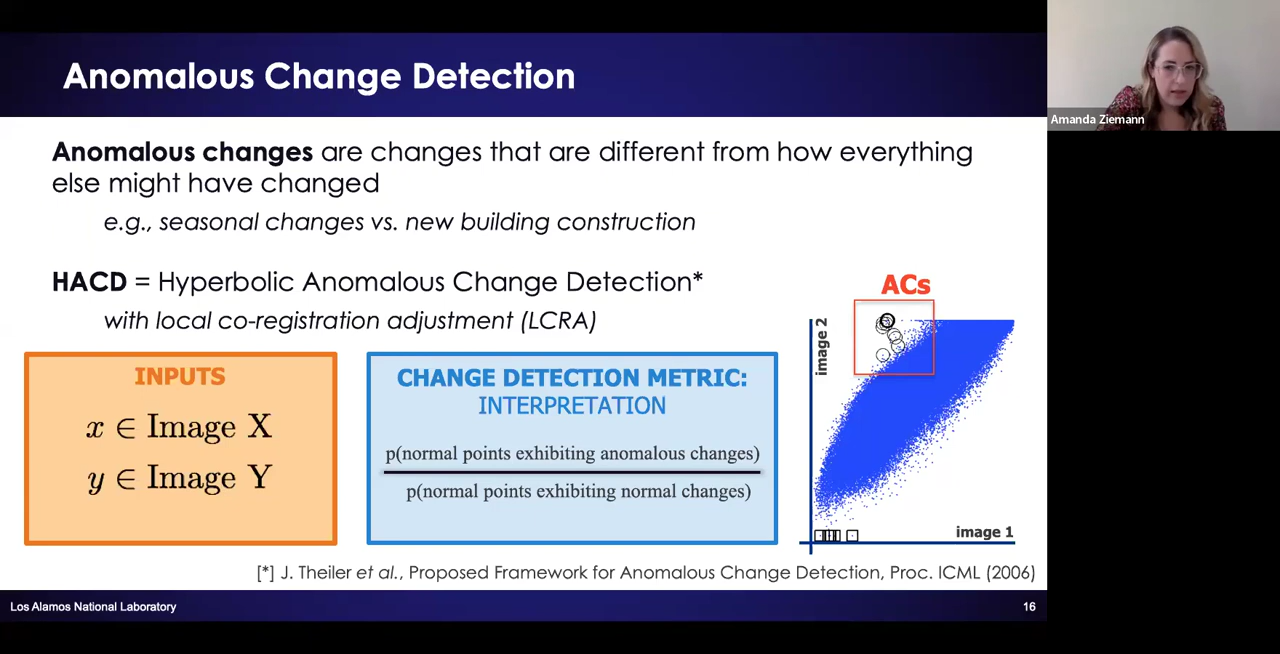 Anomalous Change Detection
Amanda Ziemann
Anomalous changes are changes that are different from how everything
else might have changed
e.g., seasonal changes vs. new building construction
HACD = Hyperbolic Anomalous Change Detection*
with local co-registration adjustment (LCRA)
INPUTS
x ∈ Image X
y ∈ Image Y
CHANGE DETECTION METRIC:
INTERPRETATION
p(normal points exhibiting anomalous changes)
p(normal points exhibiting normal changes)
ACs
image 2
image 1
[*] J. Theiler et al., Proposed Framework for Anomalous Change Detection, Proc. ICML (2006)
Los Alamos National Laboratory
16